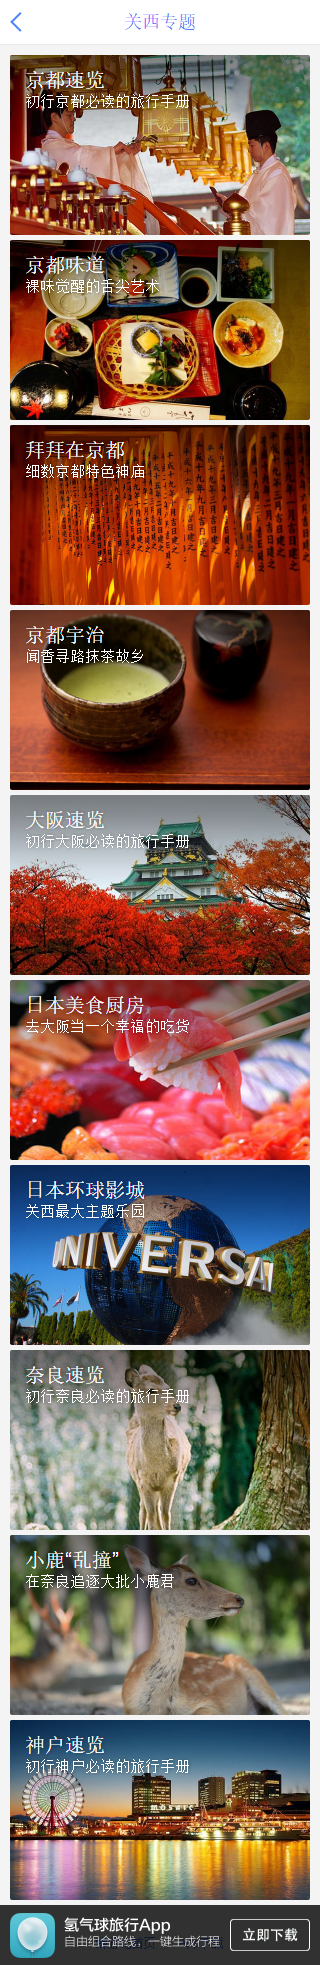 关西专题
京都速览
初行京都必读的旅行手册
京都味道
裸味觉醒的舌尖艺术
拜拜在京都
细数京都特色神庙
京都宇治
闻香寻路抹茶故乡
大阪速览
初行大阪必读的旅行手册
日本美食厨房
去大阪当一个幸福的吃货
日本环球影城
关西最大主题乐园
UNIVERSAL
奈良速览
初行奈良必读的旅行手册
小鹿“乱撞”
在奈良追逐大批小鹿君
神户速览
初行神户必读的旅行手册
MOSAIC
氢气球旅行App
自由组合路线，一键生成行程
立即下载